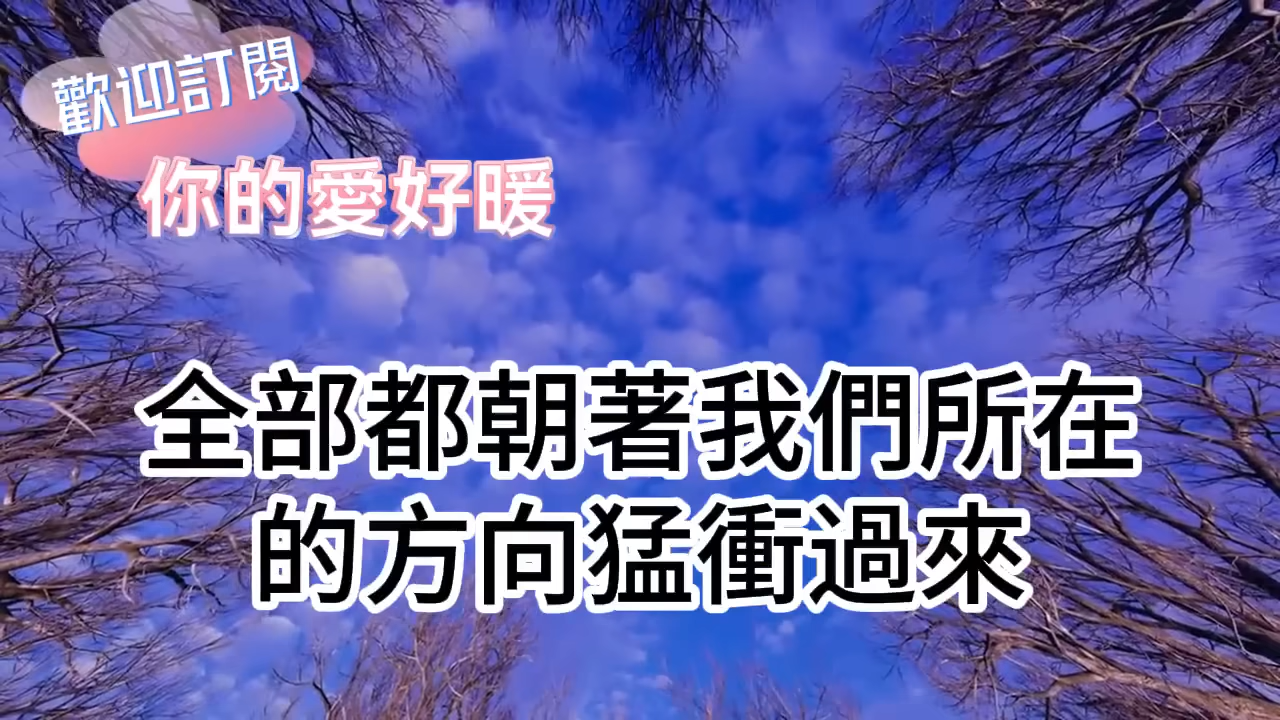 歡迎訂閱
你的愛好暖
全部都朝著我們所在
的方向猛衝過來